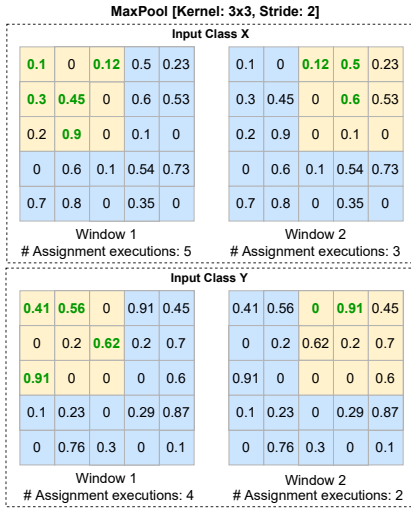 MaxPool [Kernel: 3x3, Stride: 2]
Input Class X
0.1 0 0.12 0.5 0.23
0.3 0.45 0 0.6 0.53
0.2 0.9 0 0.1 0
0 0.6 0.1 0.54 0.73
0.7 0.8 0 0.35 0
Window 1
# Assignment executions: 5
0.1 0 0.12 0.5 0.23
0.3 0.45 0 0.6 0.53
0.2 0.9 0 0.1 0
0 0.6 0.1 0.54 0.73
0.7 0.8 0 0.35 0
Window 2
# Assignment executions: 3
Input Class Y
0.41 0.56 0 0.91 0.45
0 0.2 0.62 0.2 0.7
0.91 0 0 0 0.6
0.1 0.23 0 0.29 0.87
0 0.76 0.3 0 0.1
Window 1
# Assignment executions: 4
0.41 0.56 0 0.91 0.45
0 0.2 0.62 0.2 0.7
0.91 0 0 0 0.6
0.1 0.23 0 0.29 0.87
0 0.76 0.3 0 0.1
Window 2
# Assignment executions: 2